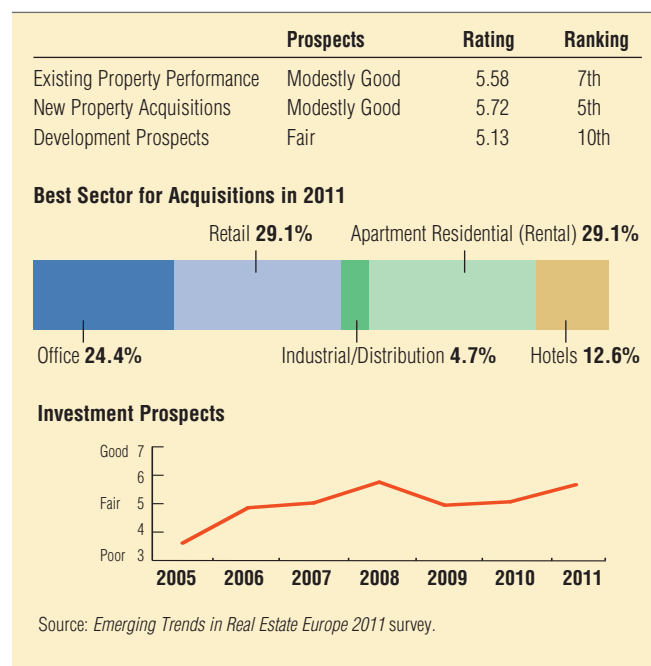 Prospects Rating Ranking
Existing Property Performance Modestly Good 5.58 7th
New Property Acquisitions Modestly Good 5.72 5th
Development Prospects Fair 5.13 10th
Best Sector for Acquisitions in 2011
Retail 29.1% Apartment Residential (Rental) 29.1%
Office 24.4% Industrial/Distribution 4.7% Hotels 12.6%
Investment Prospects
Good 7
6
Fair 5
4
Poor 3
2005 2006 2007 2008 2009 2010 2011
Source: Emerging Trends in Real Estate Europe 2011 survey.